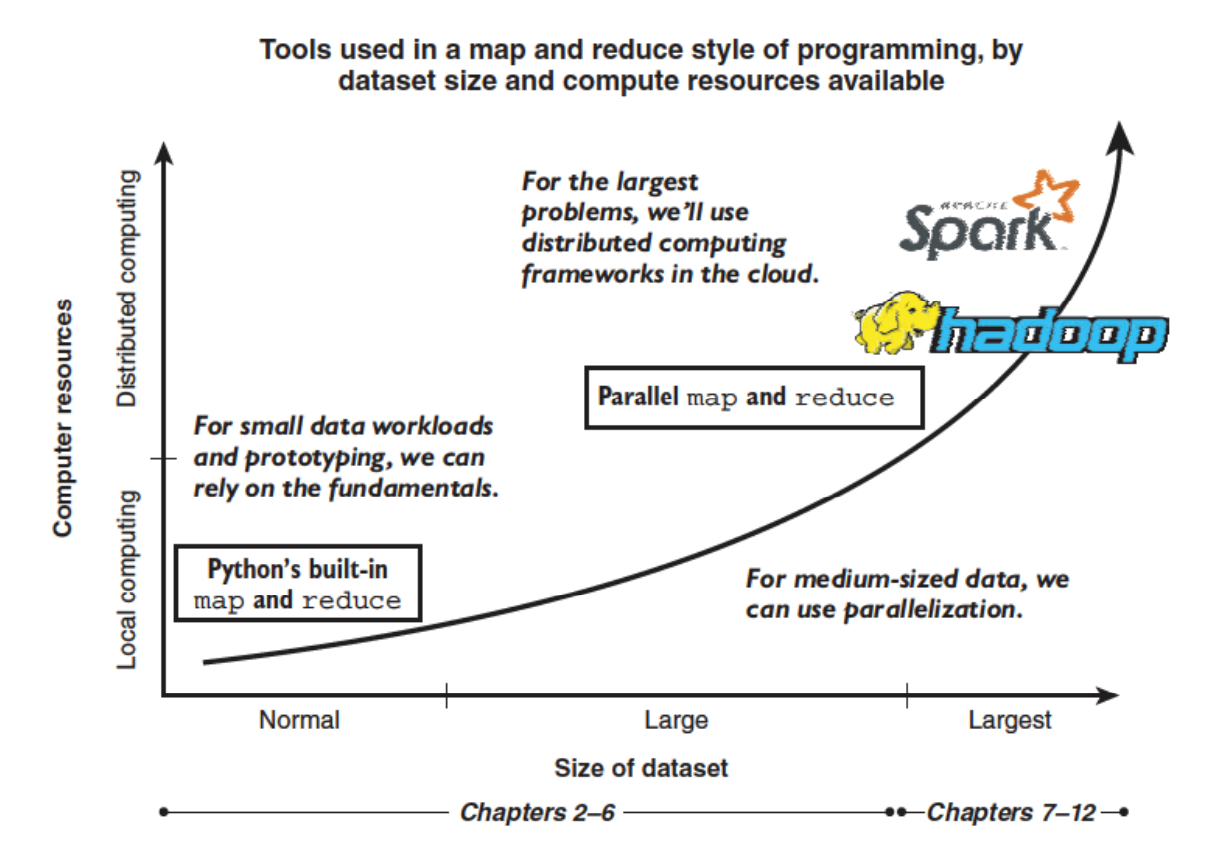 Tools used in a map and reduce style of programming, by
dataset size and compute resources available
Computer resources
Distributed computing
Local computing
For the largest
problems, we’ll use
distributed computing
frameworks in the cloud.
APACHE
Spark
hadoop
Parallel map and reduce
For small data workloads
and prototyping, we can
rely on the fundamentals.
Python’s built-in
map and reduce
For medium-sized data, we
can use parallelization.
Normal
Large
Largest
Size of dataset
Chapters 2–6
Chapters 7–12